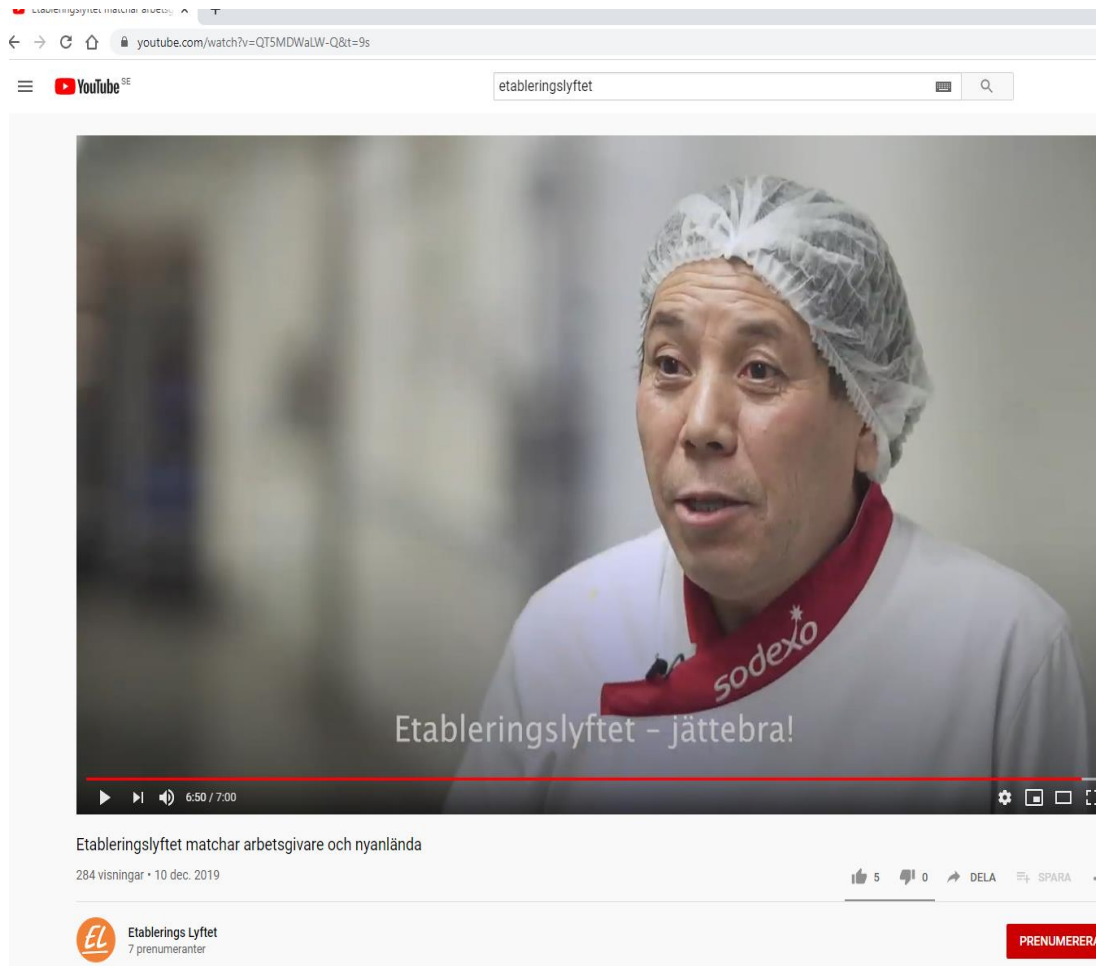 youtube.com/watch?v=QT5MDWaLW-Q&t=9s
YouTube SE
etableringslyftet
sodexo
Etableringslyftet – jättebra!
6:50 / 7:00
Etableringslyftet matchar arbetsgivare och nyanlända
284 visningar • 10 dec. 2019
5 0 DELA SPARA
EL
Etablerings Lyftet
7 prenumeranter
PRENUMERERA